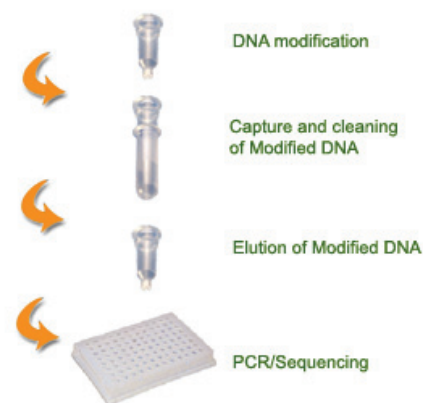 DNA modification
Capture and cleaning
of Modified DNA
Elution of Modified DNA
PCR/Sequencing